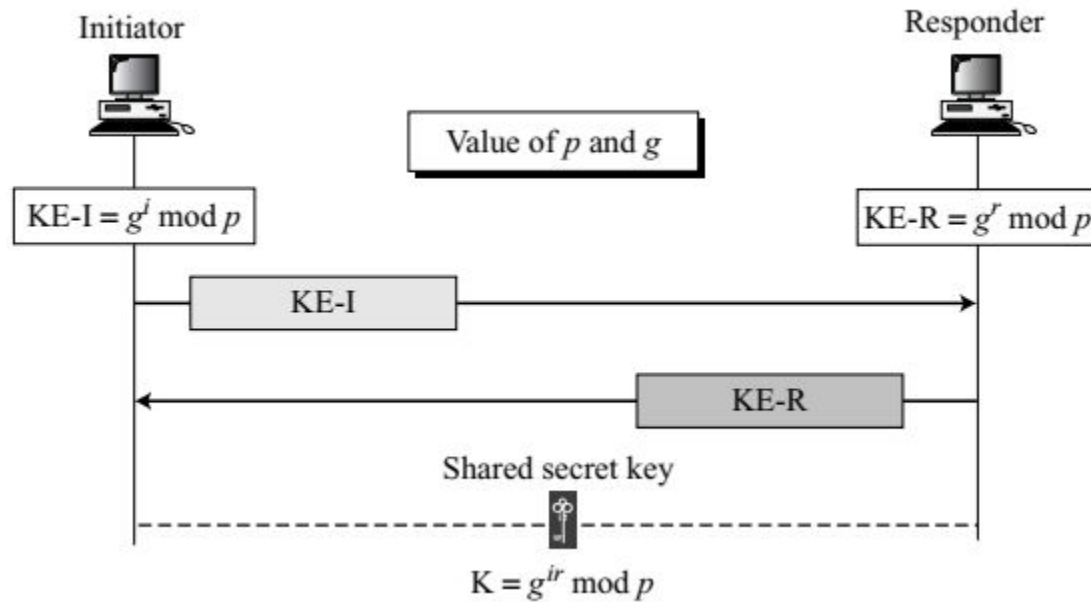 Initiator
Responder
Value of p and g
KE-I = g^i mod p
KE-R = g^r mod p
KE-I
KE-R
Shared secret key
K = g^{ir} mod p